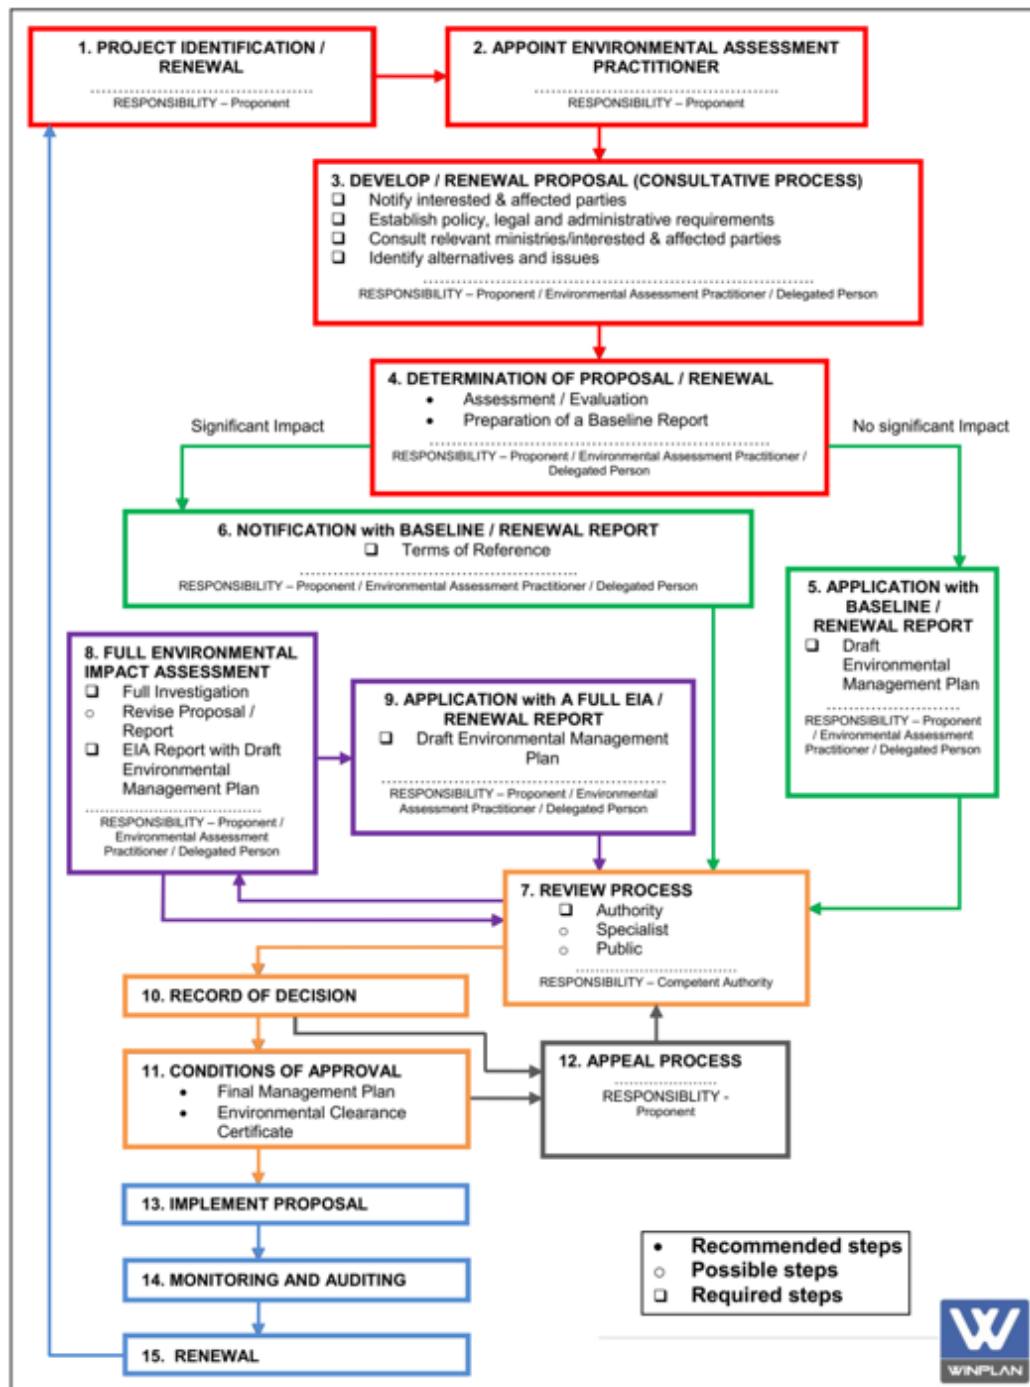 1. PROJECT IDENTIFICATION /
RENEWAL
RESPONSIBILITY – Proponent
2. APPOINT ENVIRONMENTAL ASSESSMENT
PRACTITIONER
RESPONSIBILITY – Proponent
3. DEVELOP / RENEWAL PROPOSAL (CONSULTATIVE PROCESS)
❑ Notify interested & affected parties
❑ Establish policy, legal and administrative requirements
❑ Consult relevant ministries/interested & affected parties
❑ Identify alternatives and issues
RESPONSIBILITY – Proponent / Environmental Assessment Practitioner / Delegated Person
4. DETERMINATION OF PROPOSAL / RENEWAL
• Assessment / Evaluation
• Preparation of a Baseline Report
RESPONSIBILITY – Proponent / Environmental Assessment Practitioner /
Delegated Person
Significant Impact
No significant Impact
6. NOTIFICATION with BASELINE / RENEWAL REPORT
❑ Terms of Reference
RESPONSIBILITY – Proponent / Environmental Assessment Practitioner / Delegated Person
5. APPLICATION with
BASELINE /
RENEWAL REPORT
❑ Draft
Environmental
Management Plan
RESPONSIBILITY – Proponent
/ Environmental Assessment
Practitioner / Delegated Person
8. FULL ENVIRONMENTAL
IMPACT ASSESSMENT
❑ Full Investigation
○ Revise Proposal /
Report
❑ EIA Report with Draft
Environmental
Management Plan
RESPONSIBILITY – Proponent /
Environmental Assessment
Practitioner / Delegated Person
9. APPLICATION with A FULL EIA /
RENEWAL REPORT
❑ Draft Environmental Management
Plan
RESPONSIBILITY – Proponent / Environmental
Assessment Practitioner / Delegated Person
7. REVIEW PROCESS
❑ Authority
○ Specialist
○ Public
RESPONSIBILITY – Competent Authority
10. RECORD OF DECISION
11. CONDITIONS OF APPROVAL
• Final Management Plan
• Environmental Clearance
Certificate
12. APPEAL PROCESS
RESPONSIBLITY -
Proponent
13. IMPLEMENT PROPOSAL
14. MONITORING AND AUDITING
15. RENEWAL
• Recommended steps
○ Possible steps
❑ Required steps
W
WINPLAN